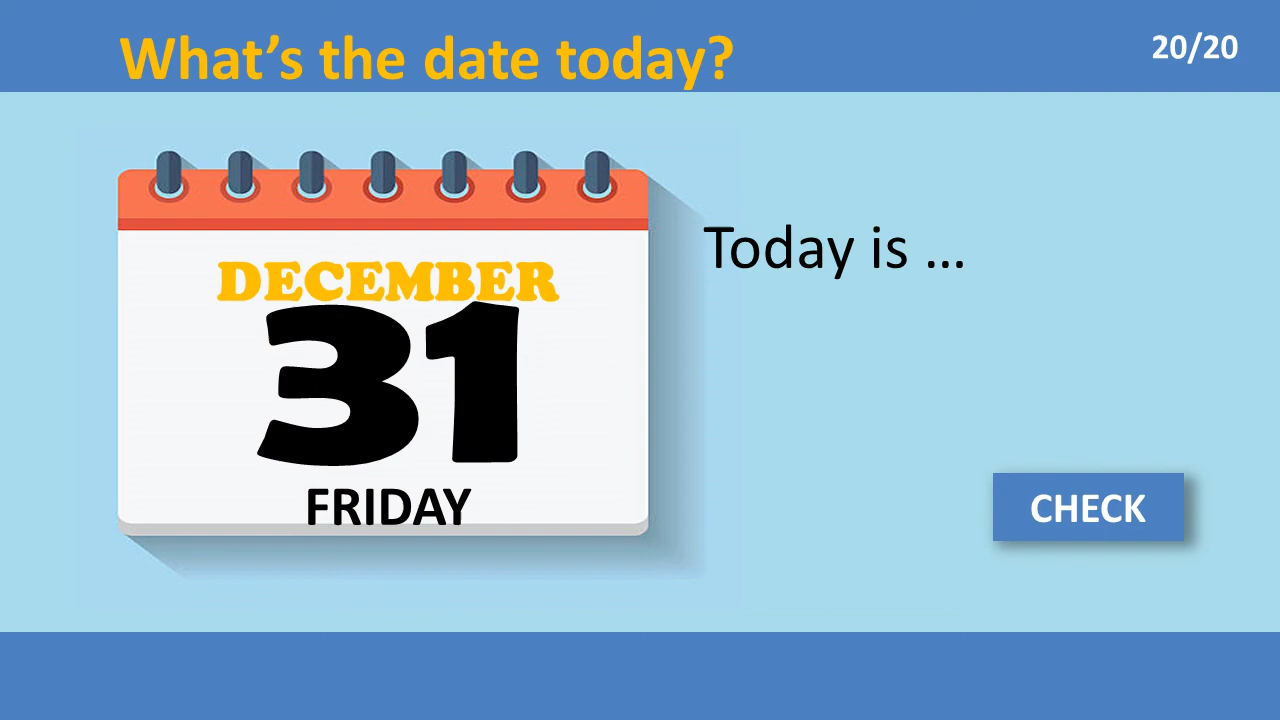 What's the date today?
20/20
DECEMBER
31
FRIDAY
Today is ...
CHECK